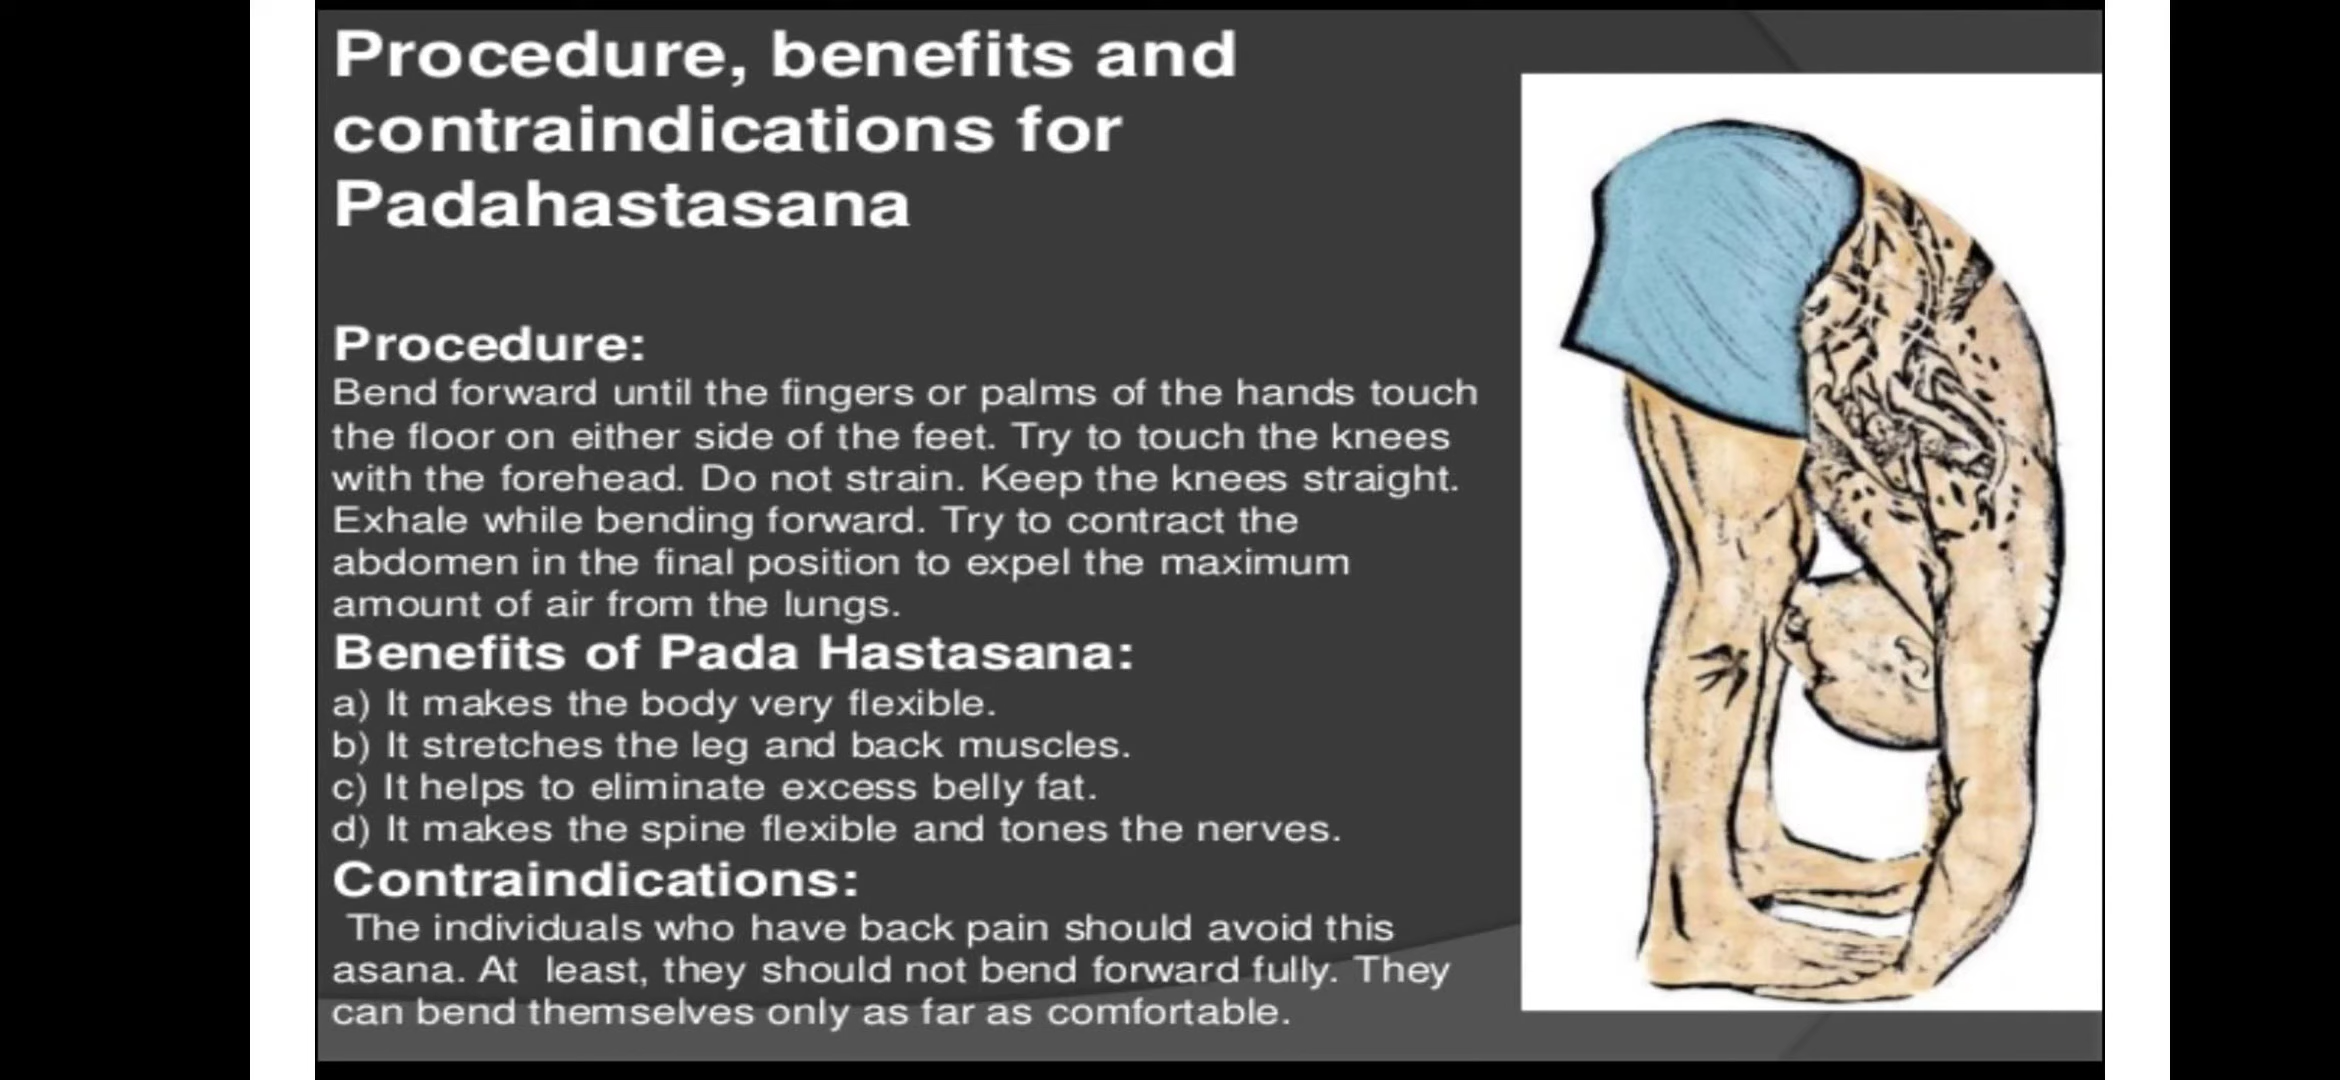 Procedure, benefits and
contraindications for
Padahastasana
Procedure:
Bend forward until the fingers or palms of the hands touch
the floor on either side of the feet. Try to touch the knees
with the forehead. Do not strain. Keep the knees straight.
Exhale while bending forward. Try to contract the
abdomen in the final position to expel the maximum
amount of air from the lungs.
Benefits of Pada Hastasana:
a) It makes the body very flexible.
b) It stretches the leg and back muscles.
c) It helps to eliminate excess belly fat.
d) It makes the spine flexible and tones the nerves.
Contraindications:
The individuals who have back pain should avoid this
asana. At least, they should not bend forward fully. They
can bend themselves only as far as comfortable.